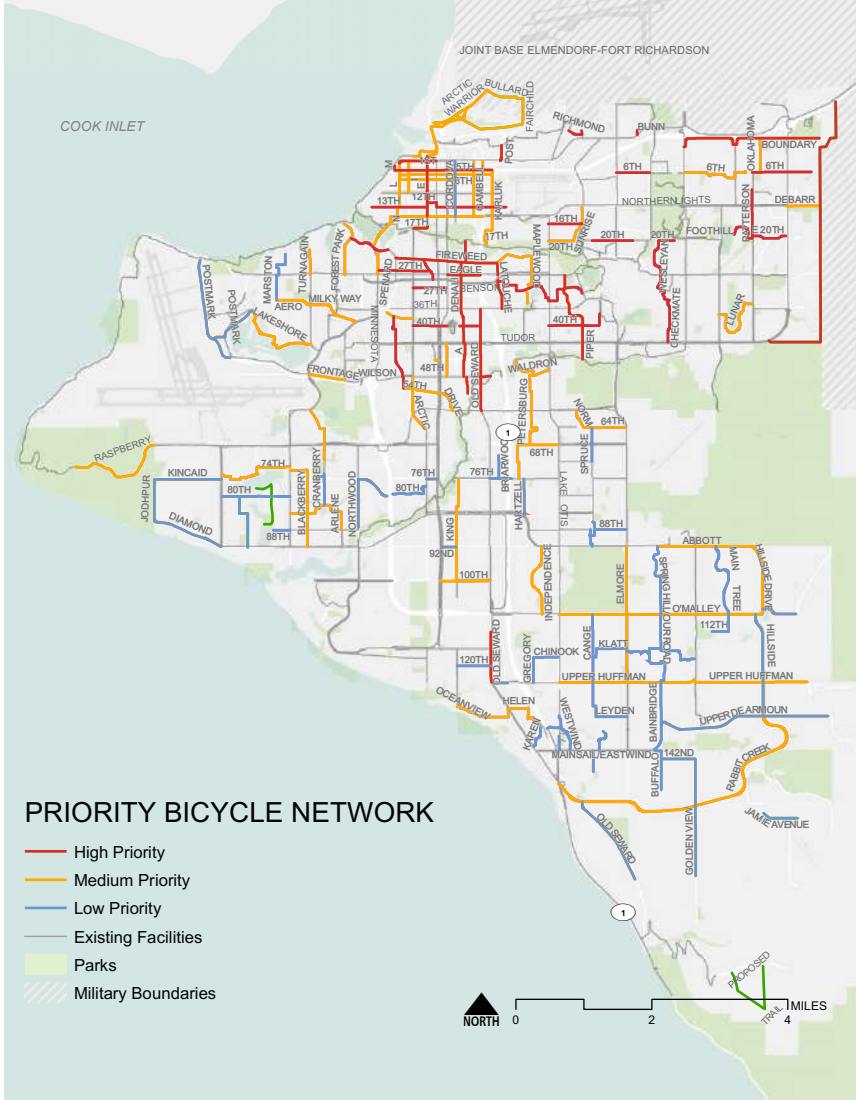 JOINT BASE ELMENDORF-FORT RICHARDSON
COOK INLET
ARCTIC
WARRIOR
BULLARD
FAIRCHILD
RICHMOND
BUNN
OKLAHOMA
BOUNDARY
POST
M
1ST
5TH
6TH
6TH
6TH
L
E
12TH
13TH
CORDOVA
GAMBELL
KARLUK
NORTHERN LIGHTS
DEBARR
PATTERSON
N
17TH
17TH
16TH
SUNRISE
20TH
20TH
20TH
FOOTHILL
E 20TH
MAPLEWOOD
WESLEYAN
FIREWEED
FOREST PARK
TURNAGAIN
MARSTON
POSTMARK
POSTMARK
SPENARD
27TH
EAGLE
27TH
BENSON
DENALI
LATOUCHE
AERO
MILKY WAY
36TH
40TH
40TH
LAKESHORE
MINNESOTA
TUDOR
PIPER
CHECKMATE
LUNAR
A
OLD SEWARD
48TH
WALDRON
FRONTAGE
WILSON
54TH
ARCTIC
DRIVE
PETERSBURG
NORM
64TH
1
SPRUCE
RASPBERRY
68TH
BRIARWOOD
74TH
KINCAID
76TH
76TH
CRANBERRY
80TH
80TH
JODHPUR
BLACKBERRY
ARLENE
NORTHWOOD
HARTZELL
LAKE
OTIS
DIAMOND
88TH
88TH
KING
92ND
ABBOTT
100TH
INDEPENDENCE
ELMORE
SPRING HILL
MAIN
TREE
HILLSIDE DRIVE
O'MALLEY
112TH
OUR ROAD
CANGE
KLATT
HILLSIDE
OLD SEWARD
GREGORY
CHINOOK
120TH
UPPER HUFFMAN
UPPER HUFFMAN
OCEANVIEW
HELEN
WESTWIND
LEYDEN
BAINBRIDGE
UPPER DE ARMOUN
KAREN
MAINSAIL/EASTWIND
142ND
BUFFALO
RABBIT CREEK
PRIORITY BICYCLE NETWORK
OLD SEWARD
GOLDEN VIEW
JAMIE AVENUE
High Priority
Medium Priority
Low Priority
1
Existing Facilities
Parks
PROPOSED
TRAIL
Military Boundaries
NORTH
0
2
4
MILES